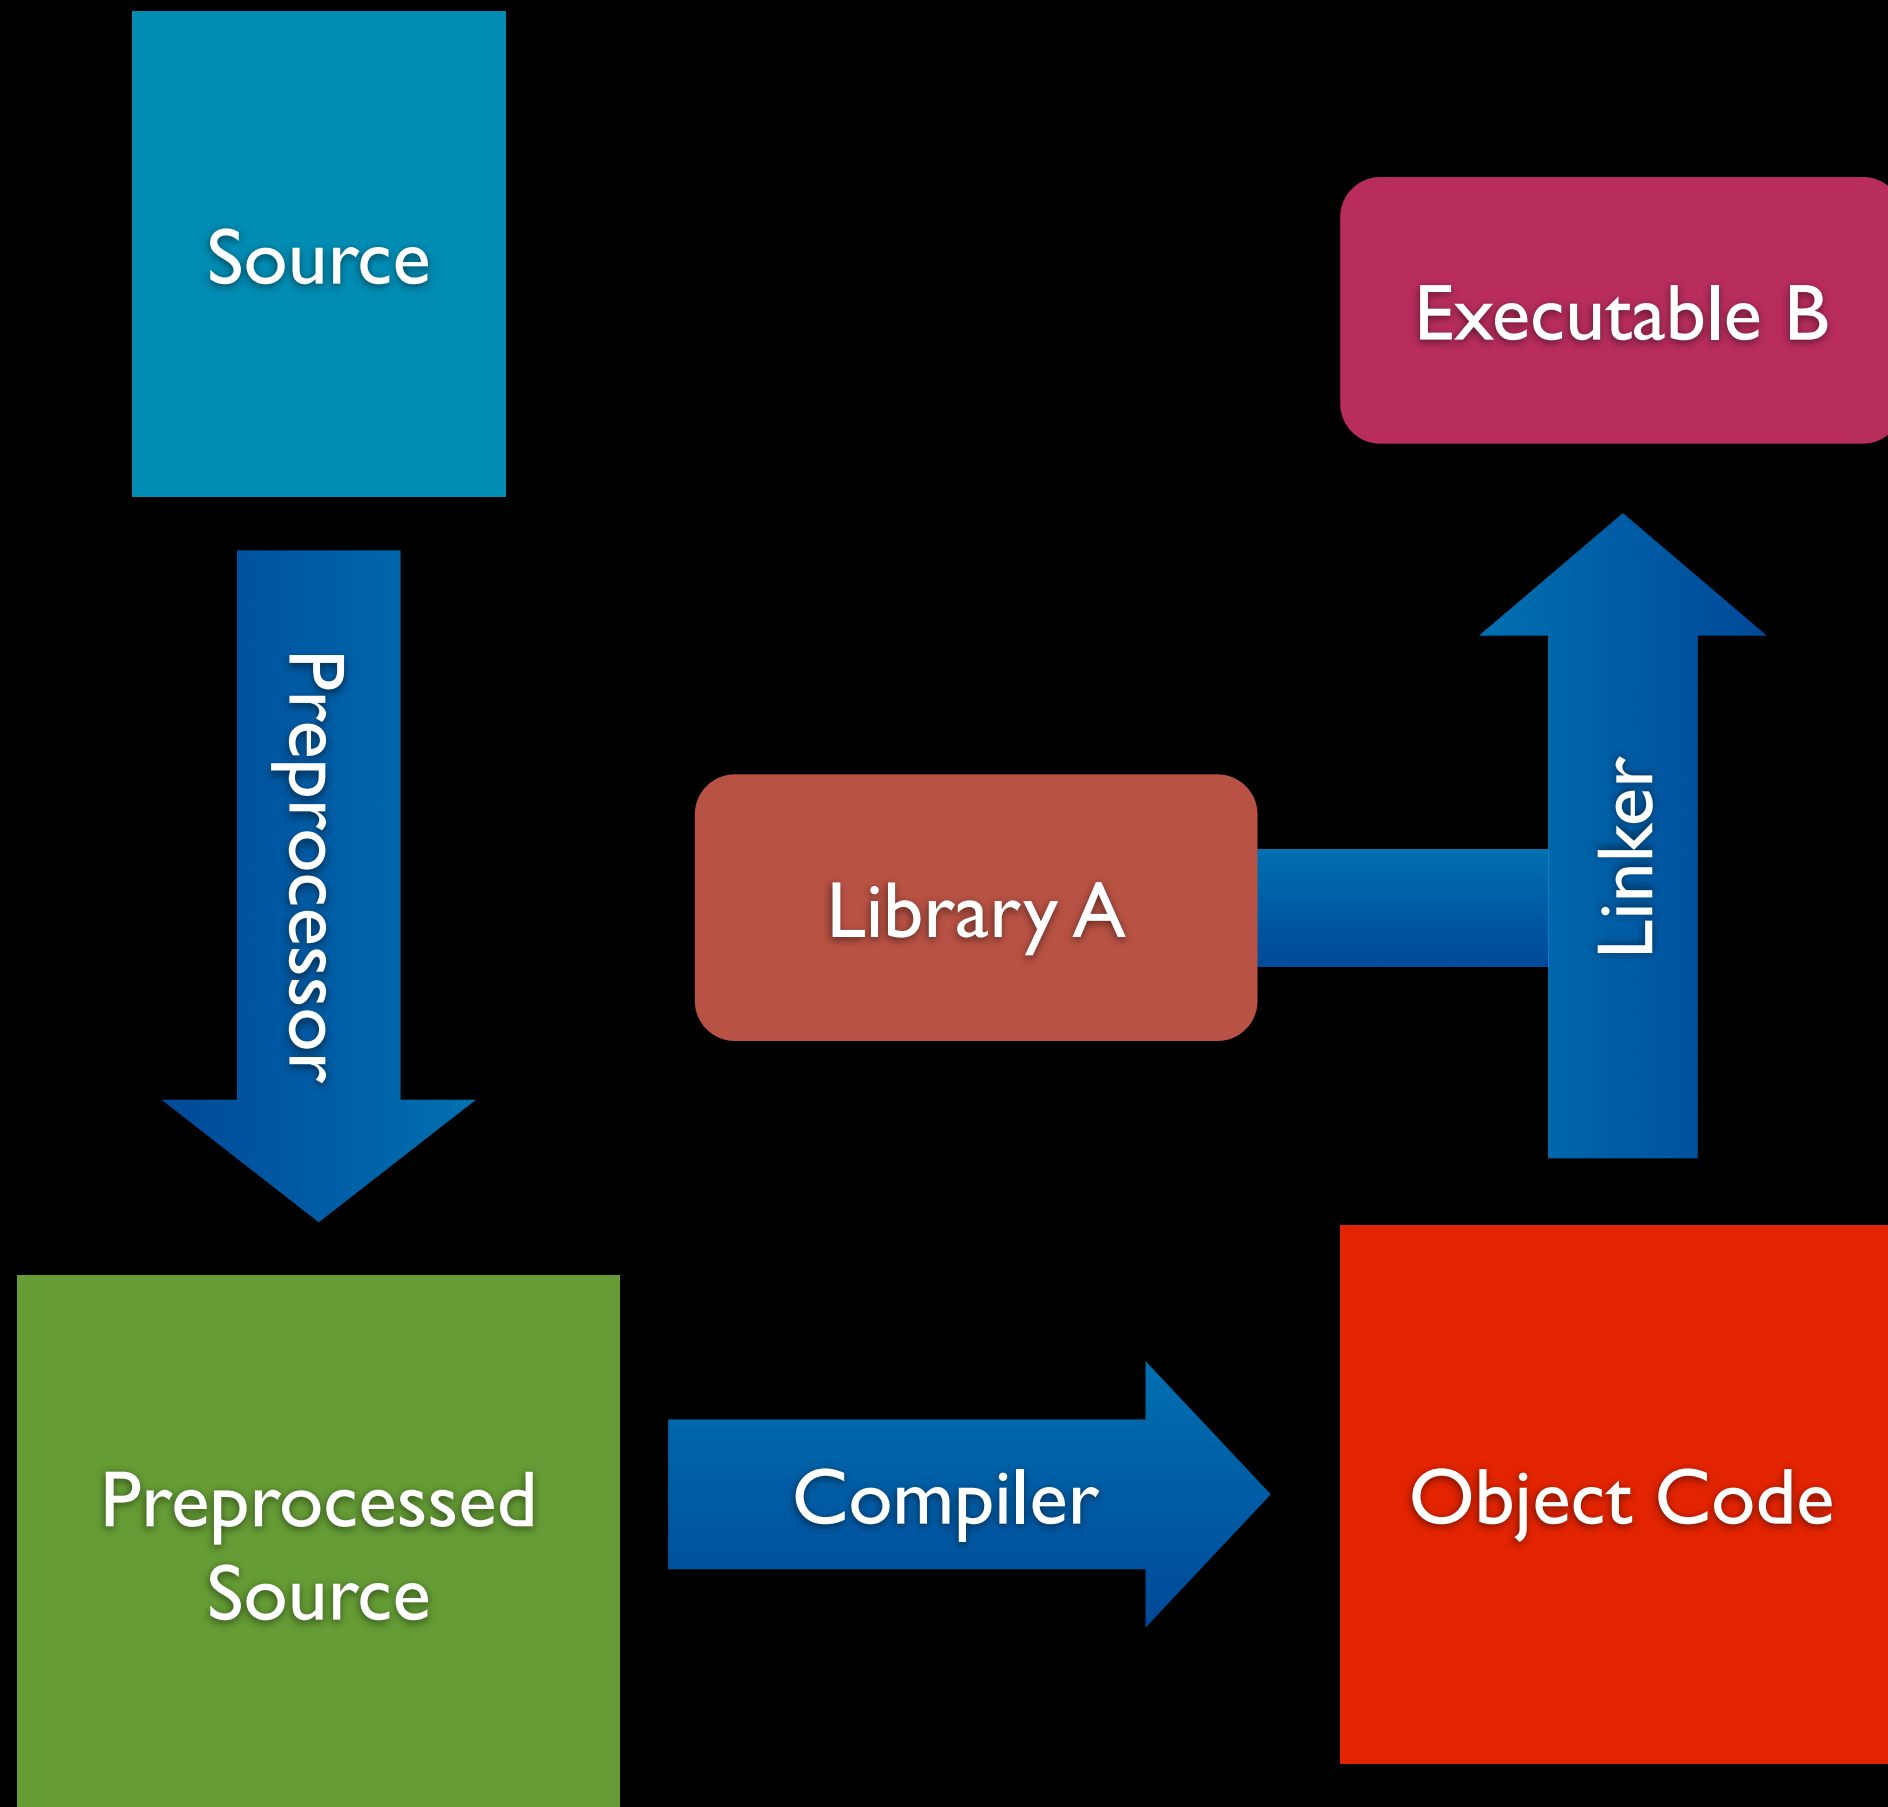 Source
Executable B
Preprocessor
Linker
Library A
Preprocessed
Source
Compiler
Object Code